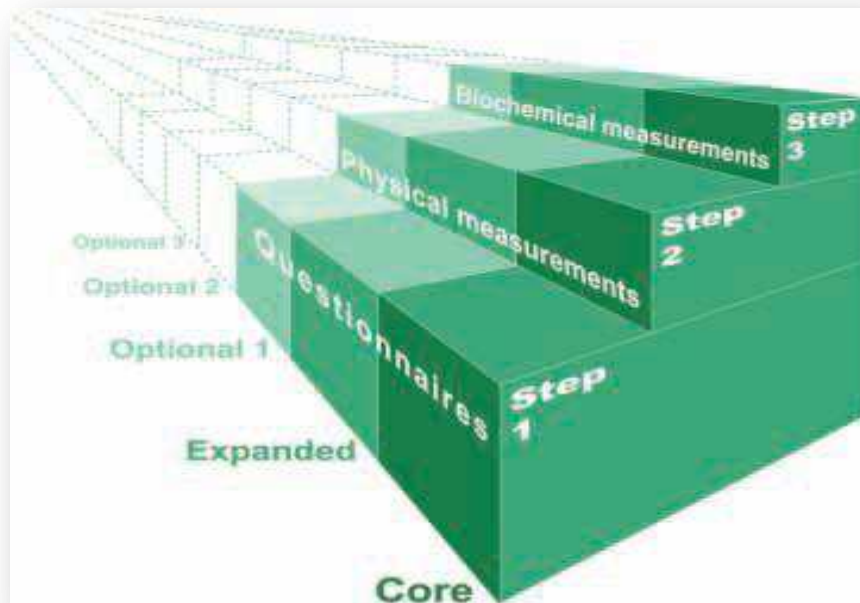 Biochemical measurements
Step
3
Physical measurements
Step
2
Questionnaires
Step
1
Optional 3
Optional 2
Optional 1
Expanded
Core